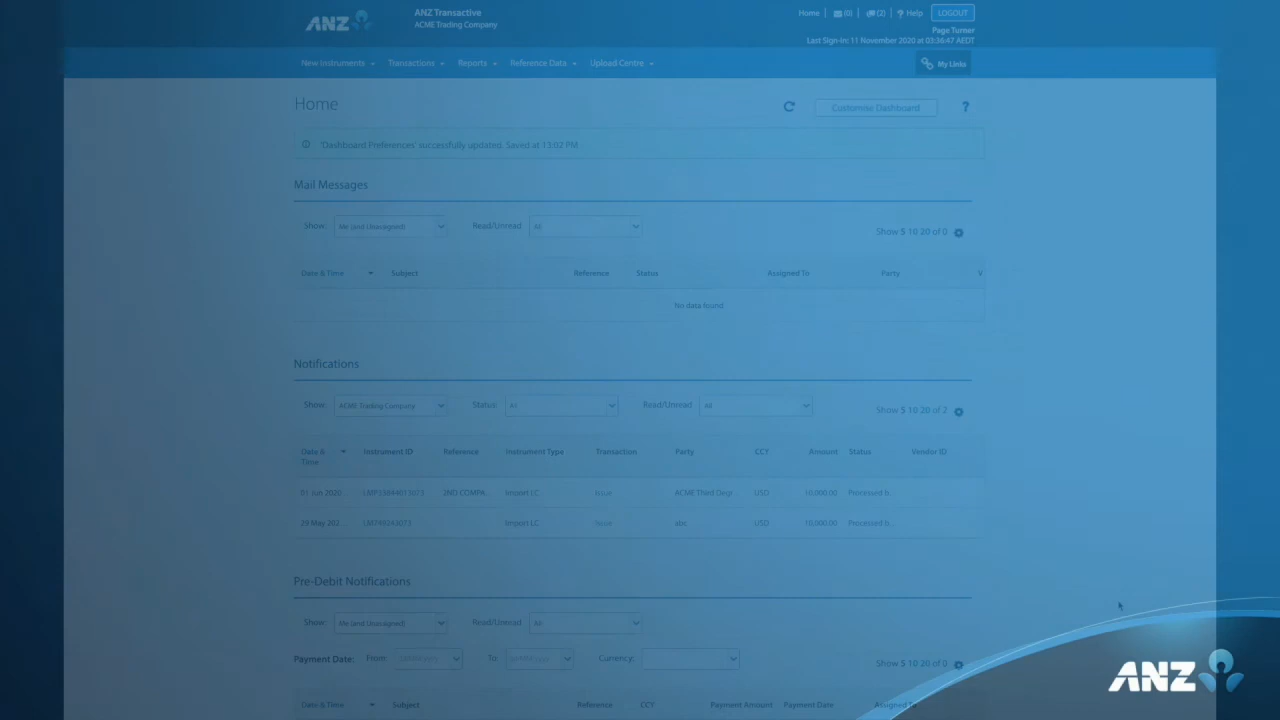 ANZ
ANZ Transactive
ACME Trading Company
Home (0) (2) ? Help LOGOUT
Page Turner
Last Sign-In: 11 November 2020 at 03:36:47 AEDT
New Instruments Transactions Reports Reference Data Upload Centre My Links
Home Customise Dashboard ?
'Dashboard Preferences' successfully updated. Saved at 13:02 PM
Mail Messages
Show: Me (and Unassigned) Read/Unread All Show 5 10 20 of 0
Date & Time Subject Reference Status Assigned To Party V
No data found
Notifications
Show: ACME Trading Company Status: All Read/Unread All Show 5 10 20 of 2
Date & Time Instrument ID Reference Instrument Type Transaction Party CCY Amount Status Vendor ID
01 Jun 2020... 2ND COMPA... Import LC Issue ACME Third Degr USD 10,000.00 Processed b...
29 May 202... Import LC Issue abc USD 10,000.00 Processed b...
Pre-Debit Notifications
Show: Me (and Unassigned) Read/Unread All
Payment Date: From: To: Currency: Show 5 10 20 of 0
Date & Time Subject Reference CCY Payment Amount Payment Date Assigned To
ANZ